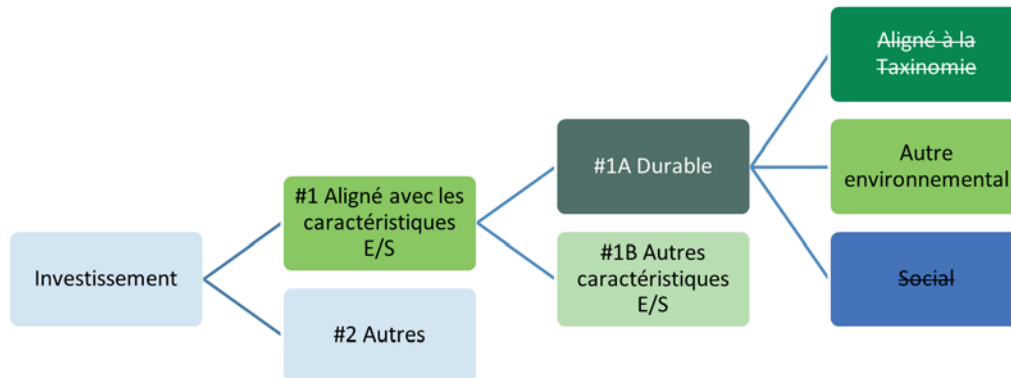 Investissement
#1 Aligné avec les
caractéristiques
E/S
#2 Autres
#1A Durable
#1B Autres
caractéristiques
E/S
Aligné à la
Taxinomie
Autre
environnemental
Social